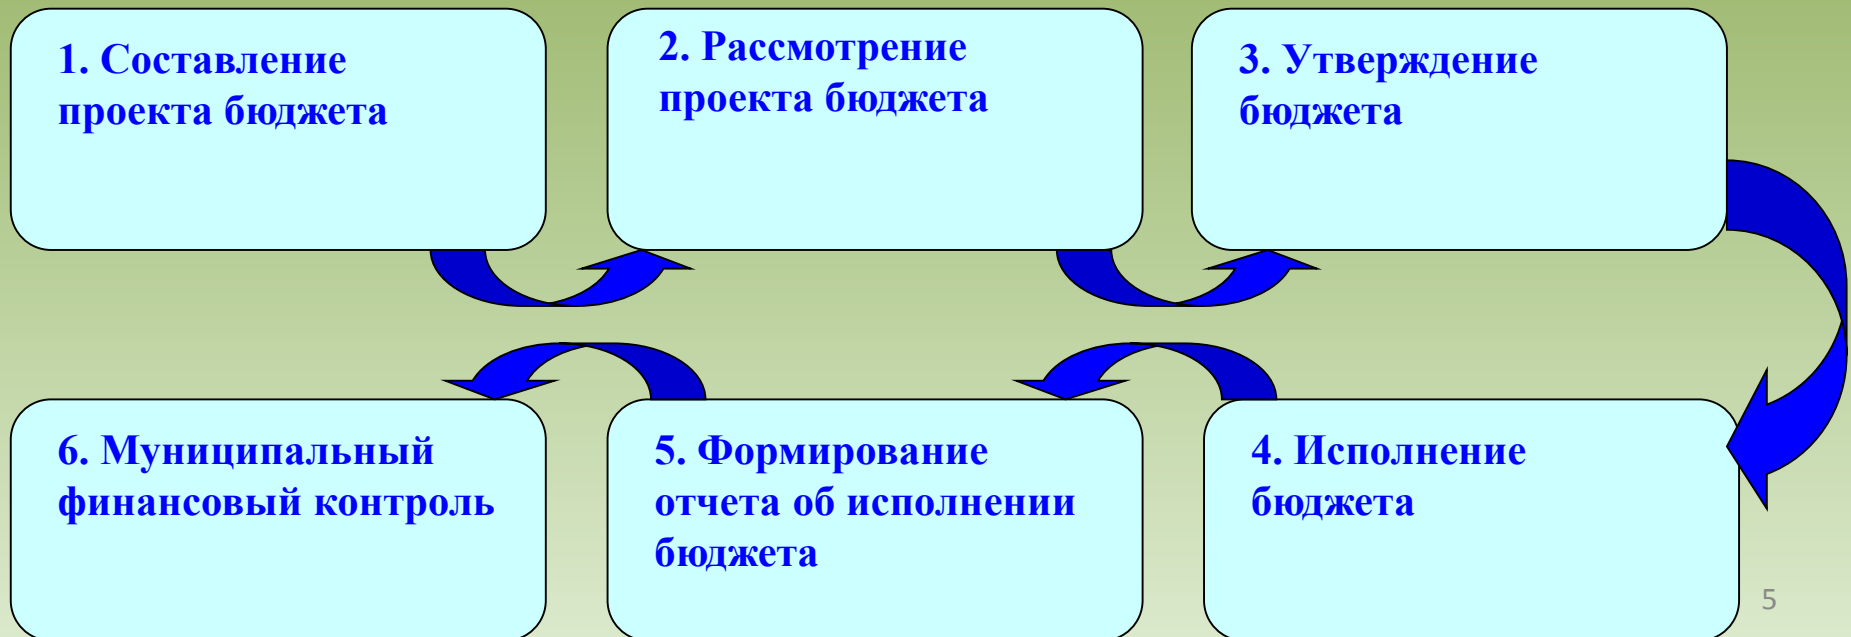 1. Составление
проекта бюджета
2. Рассмотрение
проекта бюджета
3. Утверждение
бюджета
4. Исполнение
бюджета
5. Формирование
отчета об исполнении
бюджета
6. Муниципальный
финансовый контроль
5